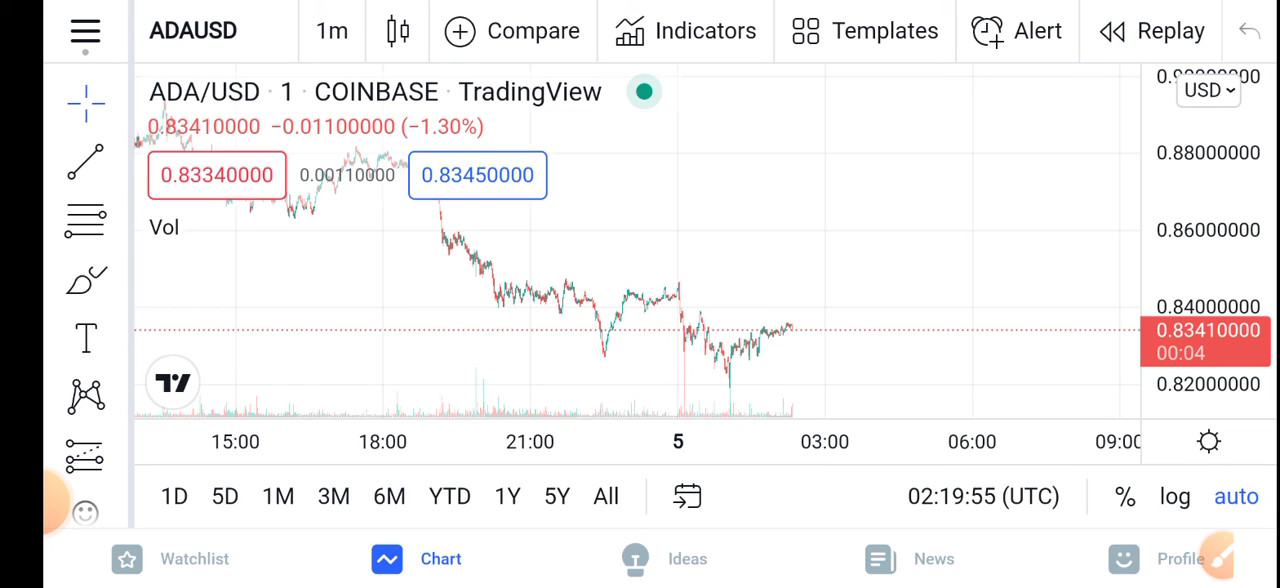 ADAUSD 1m Compare Indicators Templates Alert Replay
ADA/USD · 1 · COINBASE · TradingView
USD
0.83410000 −0.01100000 (−1.30%)
0.83340000 0.00110000 0.83450000
Vol
0.88000000
0.86000000
0.84000000
0.83410000
00:04
0.82000000
15:00 18:00 21:00 5 03:00 06:00 09:00
1D 5D 1M 3M 6M YTD 1Y 5Y All 02:19:55 (UTC) % log auto
Watchlist Chart Ideas News Profile